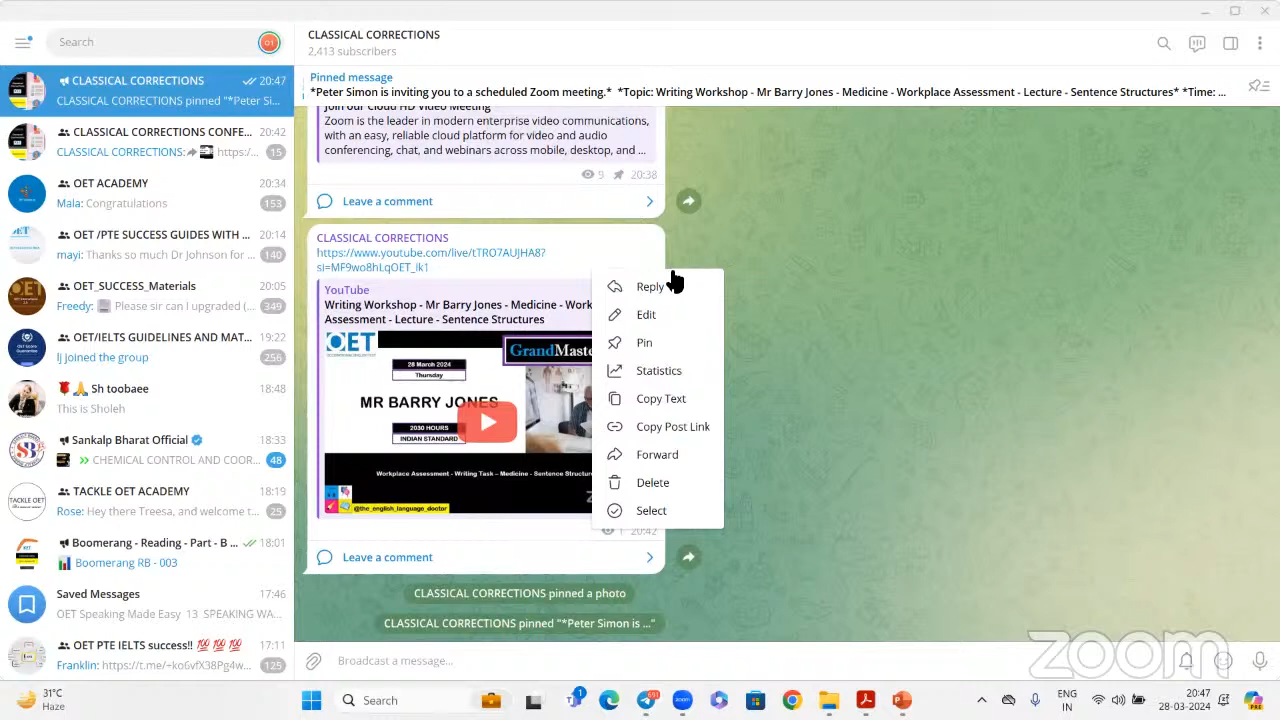 Search
01
CLASSICAL CORRECTIONS
20:47
CLASSICAL CORRECTIONS pinned "*Peter Si...
CLASSICAL CORRECTIONS CONFE...
20:42
CLASSICAL CORRECTIONS:
https:/...
15
OET ACADEMY
20:34
Mala: Congratulations
153
OET /PTE SUCCESS GUIDES WITH ...
20:14
mayi: Thanks so much Dr Johnson for ...
140
OET_SUCCESS_Materials
20:05
Freedy: Please sir can I upgraded (...
349
OET/IELTS GUIDELINES AND MAT...
19:22
lj joined the group
256
🌹🙏 Sh toobaee
18:48
This is Sholeh
Sankalp Bharat Official
18:33
CHEMICAL CONTROL AND COOR...
48
TACKLE OET ACADEMY
18:19
Rose: Hey there Treesa, and welcome t...
25
Boomerang - Reading - Part - B ...
18:01
Boomerang RB - 003
Saved Messages
17:46
OET Speaking Made Easy 13 SPEAKING WA...
OET PTE IELTS success!! 💯 💯 💯
17:11
Franklin: https://t.me/+ko6vfX38Pg4w...
125
CLASSICAL CORRECTIONS
2,413 subscribers
Pinned message
*Peter Simon is inviting you to a scheduled Zoom meeting.* *Topic: Writing Workshop - Mr Barry Jones - Medicine - Workplace Assessment - Lecture - Sentence Structures* *Time: ...
Join our Cloud HD Video Meeting
Zoom is the leader in modern enterprise video communications,
with an easy, reliable cloud platform for video and audio
conferencing, chat, and webinars across mobile, desktop, and ...
9
20:38
Leave a comment
CLASSICAL CORRECTIONS
https://www.youtube.com/live/tTRO7AUJHA8?
si=MF9wo8hLqOET_ik1
YouTube
Writing Workshop - Mr Barry Jones - Medicine - Work
Assessment - Lecture - Sentence Structures
OET
GrandMaste
28 March 2024
Thursday
MR BARRY JONES
2030 HOURS
INDIAN STANDARD
Workplace Assessment - Writing Task – Medicine - Sentence Structur
@the_english_language_doctor
1 20:42
Leave a comment
Reply
Edit
Pin
Statistics
Copy Text
Copy Post Link
Forward
Delete
Select
CLASSICAL CORRECTIONS pinned a photo
CLASSICAL CORRECTIONS pinned "*Peter Simon is ..."
Broadcast a message...
zoom
31°C
Haze
Search
1
651
zoom
ENG
IN
20:47
28-03-2024